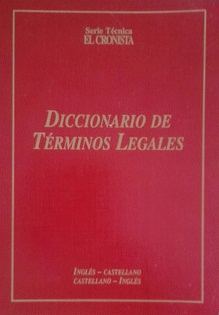 Serie Técnica
EL CRONISTA
DICCIONARIO DE
TÉRMINOS LEGALES
INGLÉS – CASTELLANO
CASTELLANO – INGLÉS